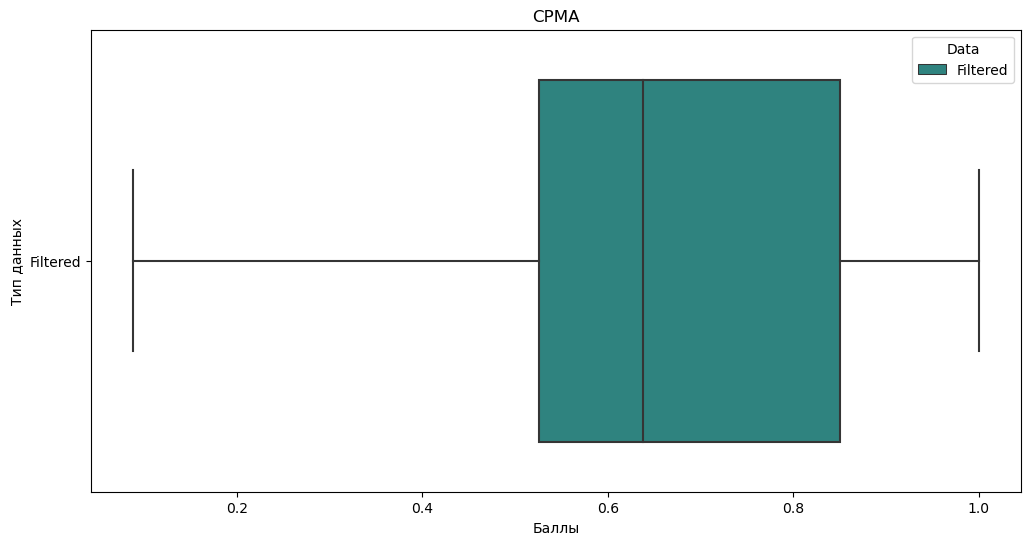 CPMA
Data
Filtered
Тип данных
Filtered
0.2
0.4
0.6
0.8
1.0
Баллы